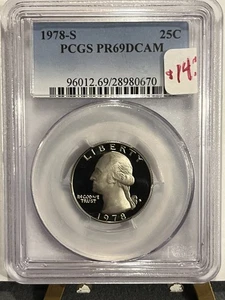 1978-S 25C
PCGS PR69DCAM
96012.69/28980670
$14
LIBERTY
IN GOD WE
TRUST
1978